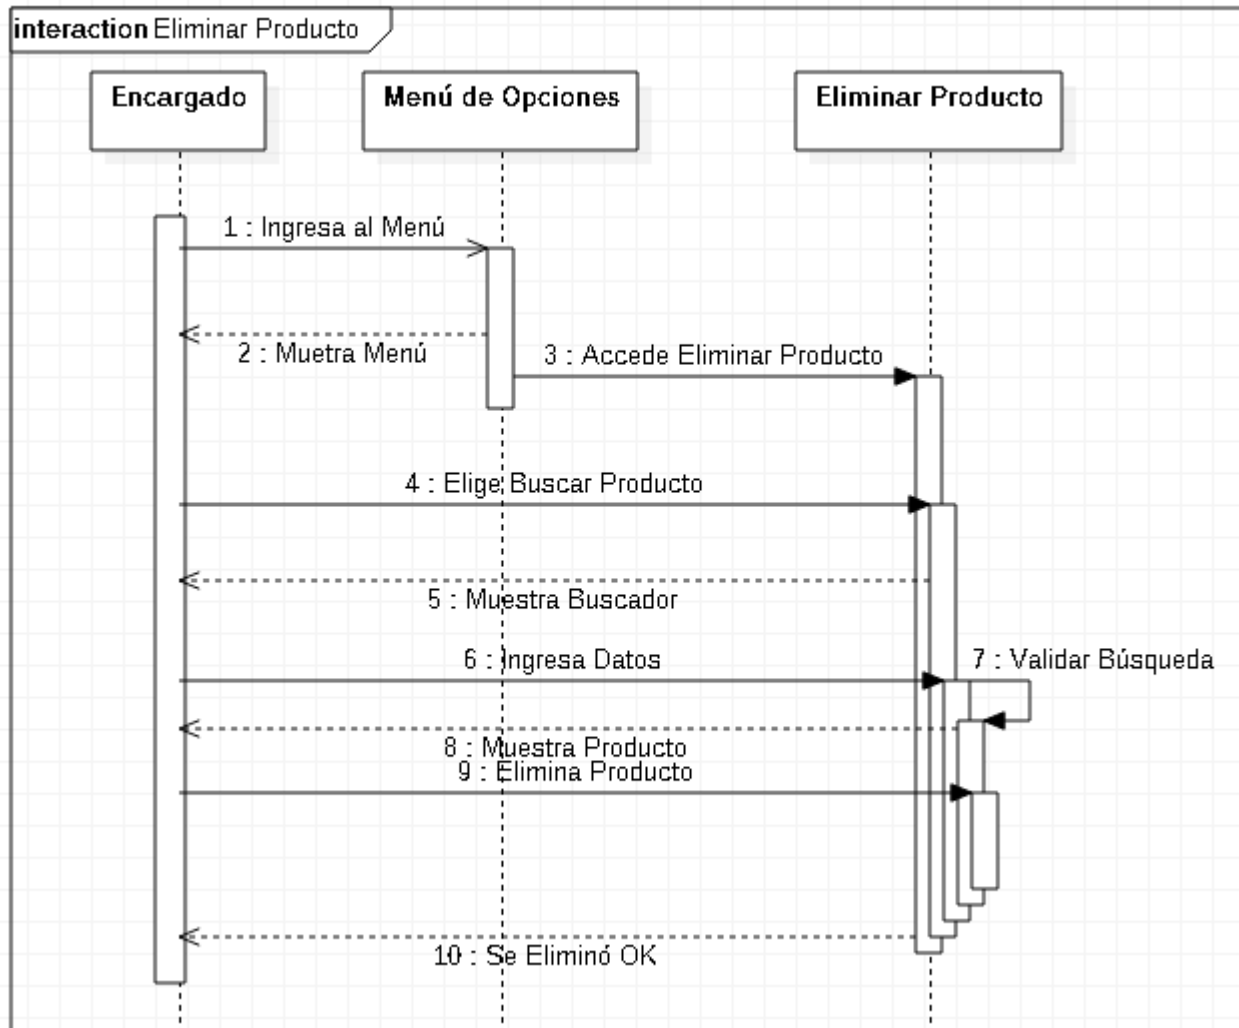 interaction Eliminar Producto
Encargado
Menú de Opciones
Eliminar Producto
1 : Ingresa al Menú
2 : Muetra Menú
3 : Accede Eliminar Producto
4 : Elige Buscar Producto
5 : Muestra Buscador
6 : Ingresa Datos
7 : Validar Búsqueda
8 : Muestra Producto
9 : Elimina Producto
10 : Se Eliminó OK